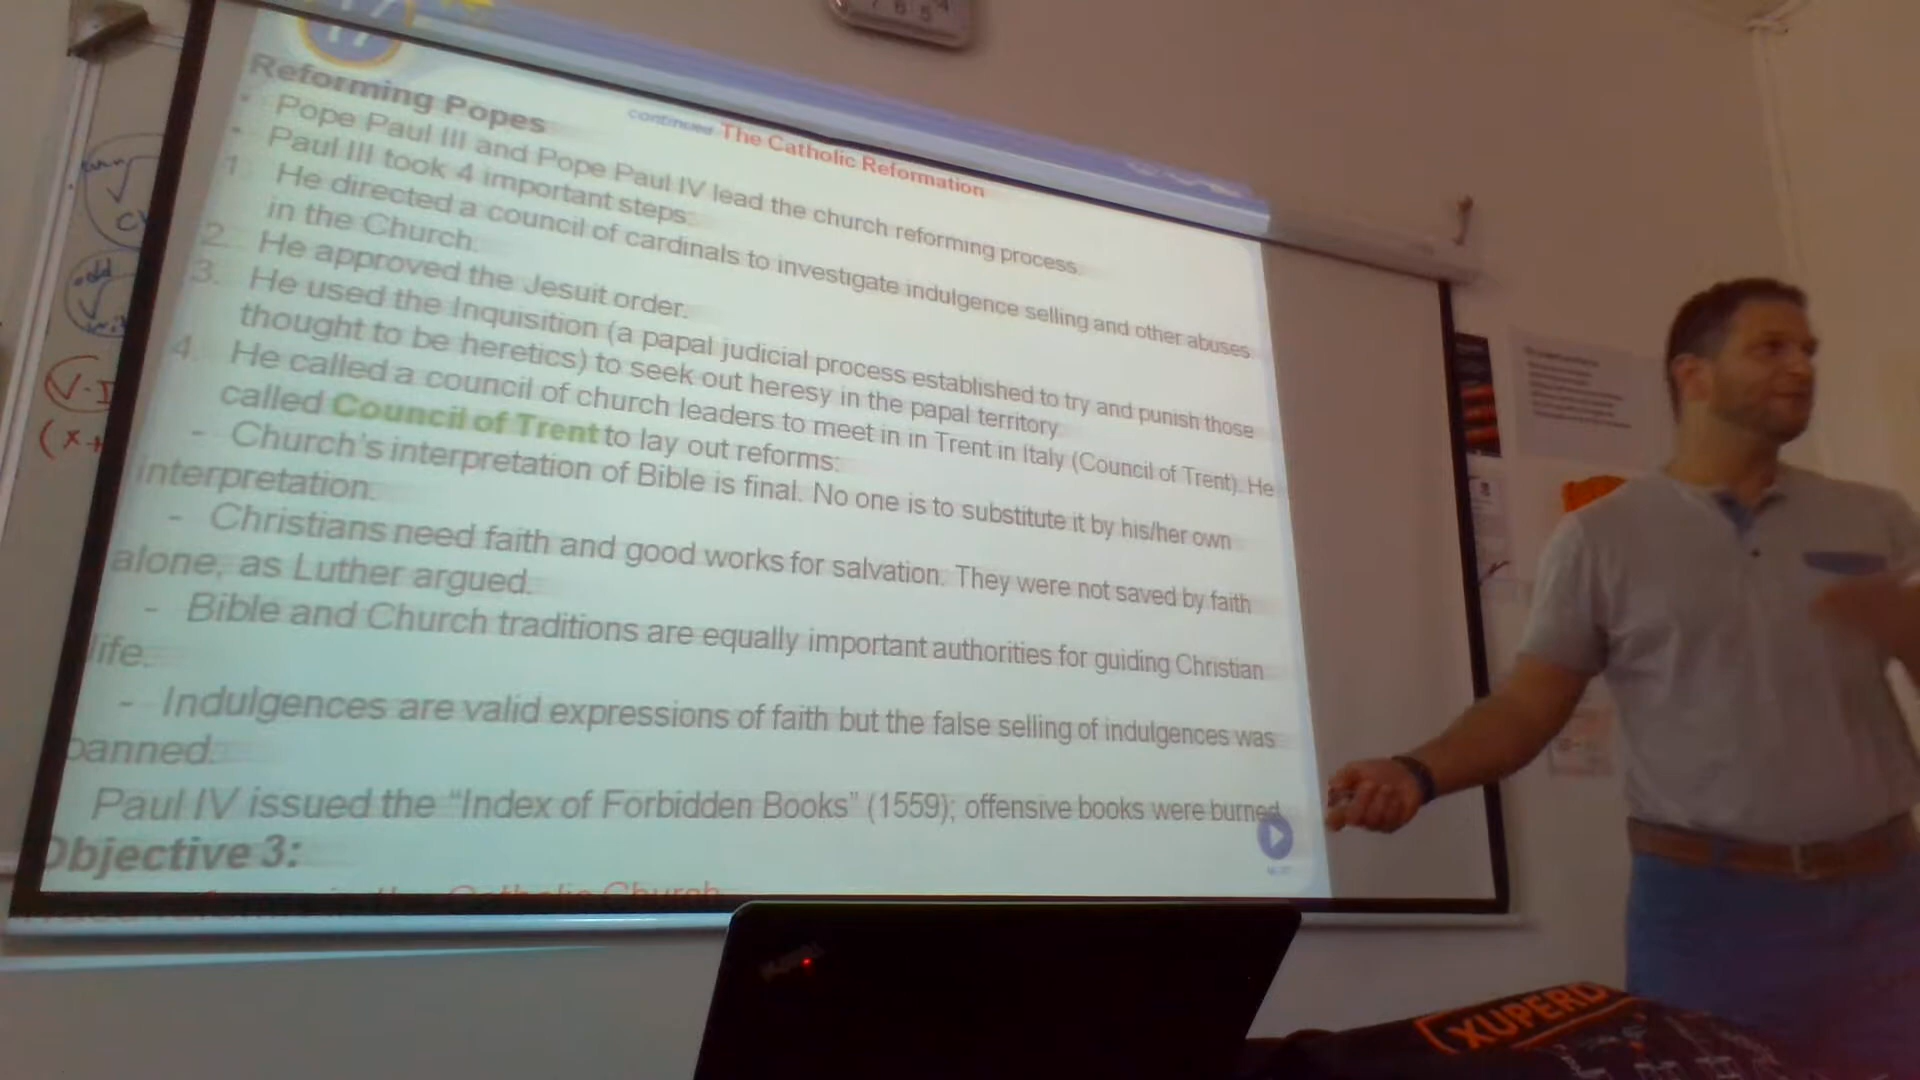 17
continued The Catholic Reformation
Reforming Popes
Pope Paul III and Pope Paul IV lead the church reforming process.
Paul III took 4 important steps:
1. He directed a council of cardinals to investigate indulgence selling and other abuses
in the Church.
2. He approved the Jesuit order.
3. He used the Inquisition (a papal judicial process established to try and punish those
thought to be heretics) to seek out heresy in the papal territory.
4. He called a council of church leaders to meet in in Trent in Italy (Council of Trent). He
called Council of Trent to lay out reforms:
- Church's interpretation of Bible is final. No one is to substitute it by his/her own
interpretation.
- Christians need faith and good works for salvation. They were not saved by faith
alone, as Luther argued.
- Bible and Church traditions are equally important authorities for guiding Christian
life.
- Indulgences are valid expressions of faith but the false selling of indulgences was
banned.
Paul IV issued the “Index of Forbidden Books” (1559); offensive books were burned
Objective 3:
Catholic Church
7 6 5 4
odd
XUPERD